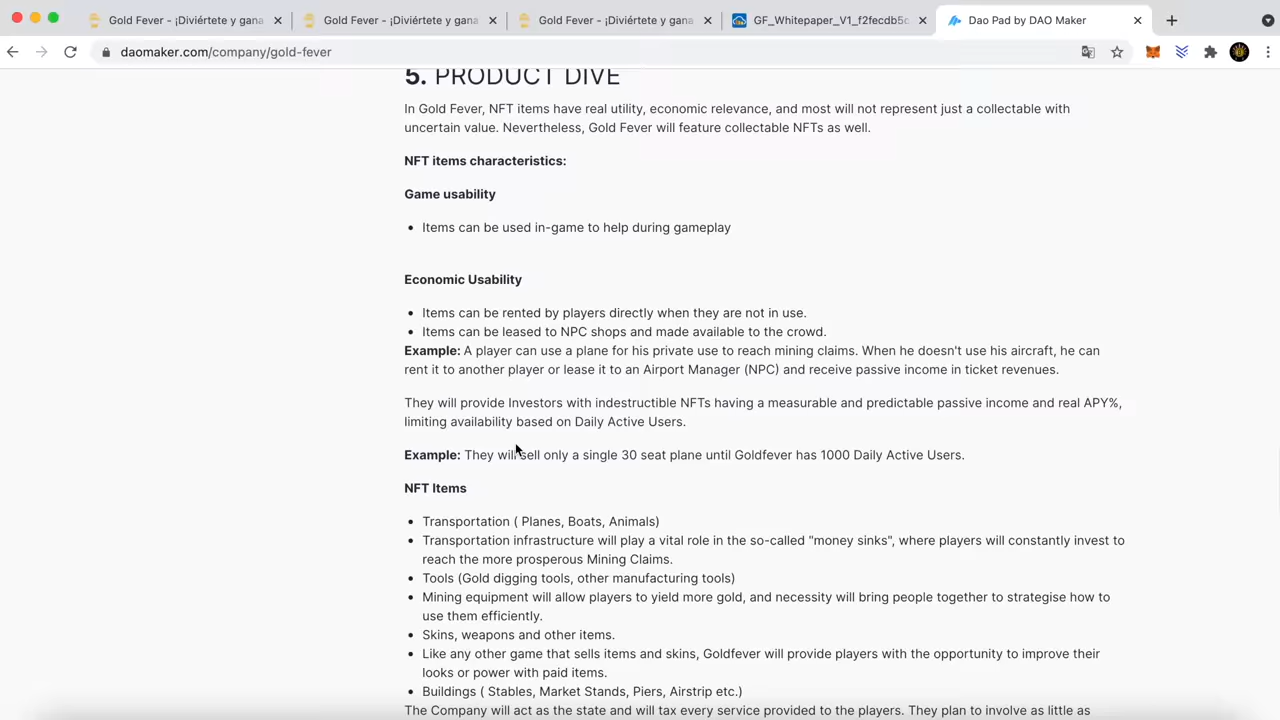 Gold Fever - ¡Diviértete y gana
Gold Fever - ¡Diviértete y gana
Gold Fever - ¡Diviértete y gana
GF_Whitepaper_V1_f2fecdb5c
Dao Pad by DAO Maker
daomaker.com/company/gold-fever
5. PRODUCT DIVE
In Gold Fever, NFT items have real utility, economic relevance, and most will not represent just a collectable with
uncertain value. Nevertheless, Gold Fever will feature collectable NFTs as well.
NFT items characteristics:
Game usability
• Items can be used in-game to help during gameplay
Economic Usability
• Items can be rented by players directly when they are not in use.
• Items can be leased to NPC shops and made available to the crowd.
Example: A player can use a plane for his private use to reach mining claims. When he doesn't use his aircraft, he can
rent it to another player or lease it to an Airport Manager (NPC) and receive passive income in ticket revenues.
They will provide Investors with indestructible NFTs having a measurable and predictable passive income and real APY%,
limiting availability based on Daily Active Users.
Example: They will sell only a single 30 seat plane until Goldfever has 1000 Daily Active Users.
NFT Items
• Transportation ( Planes, Boats, Animals)
• Transportation infrastructure will play a vital role in the so-called "money sinks", where players will constantly invest to
reach the more prosperous Mining Claims.
• Tools (Gold digging tools, other manufacturing tools)
• Mining equipment will allow players to yield more gold, and necessity will bring people together to strategise how to
use them efficiently.
• Skins, weapons and other items.
• Like any other game that sells items and skins, Goldfever will provide players with the opportunity to improve their
looks or power with paid items.
• Buildings ( Stables, Market Stands, Piers, Airstrip etc.)
The Company will act as the state and will tax every service provided to the players. They plan to involve as little as